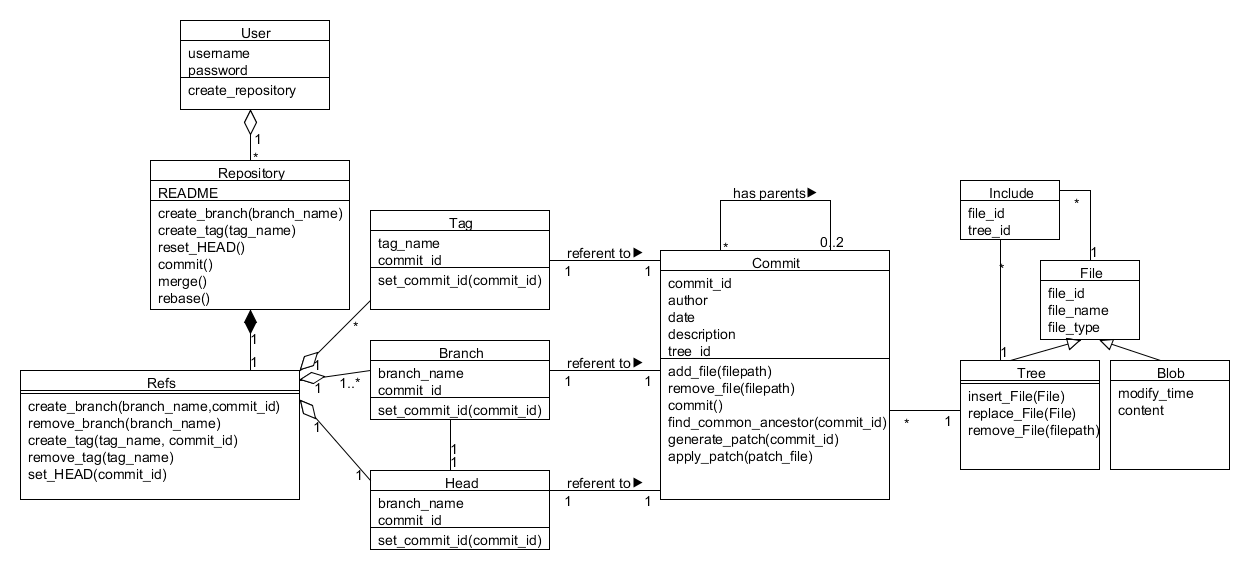 User
username
password
create_repository
1
*
Repository
README
create_branch(branch_name)
create_tag(tag_name)
reset_HEAD()
commit()
merge()
rebase()
1
1
Refs
create_branch(branch_name,commit_id)
remove_branch(branch_name)
create_tag(tag_name, commit_id)
remove_tag(tag_name)
set_HEAD(commit_id)
1
*
1
1..*
1
1
Tag
tag_name
commit_id
set_commit_id(commit_id)
referent to
1
1
Branch
branch_name
commit_id
set_commit_id(commit_id)
referent to
1
1
1
1
Head
branch_name
commit_id
set_commit_id(commit_id)
referent to
1
1
has parents
*
0..2
Commit
commit_id
author
date
description
tree_id
add_file(filepath)
remove_file(filepath)
commit()
find_common_ancestor(commit_id)
generate_patch(commit_id)
apply_patch(patch_file)
*
1
Include
file_id
tree_id
*
1
*
1
File
file_id
file_name
file_type
Tree
insert_File(File)
replace_File(File)
remove_File(filepath)
Blob
modify_time
content